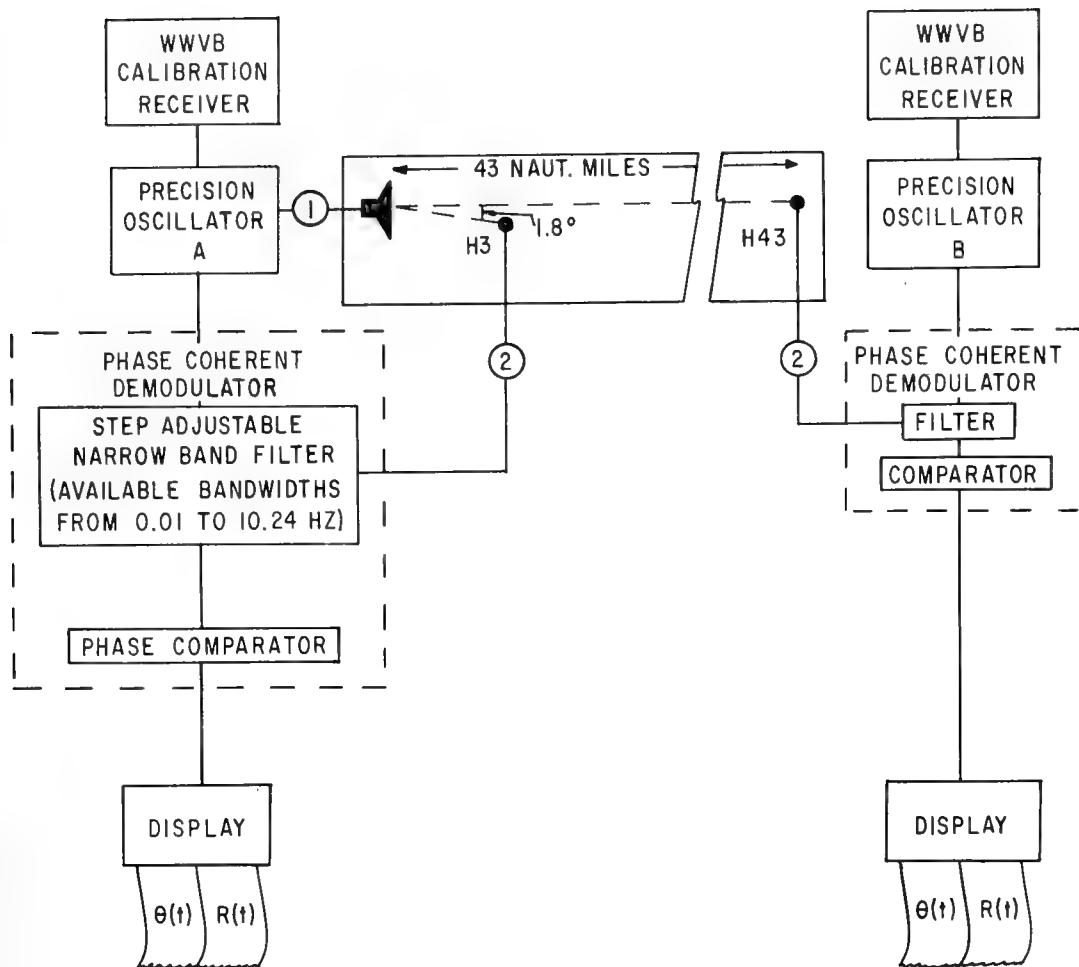 WWVB
CALIBRATION
RECEIVER
PRECISION
OSCILLATOR
A
1
43 NAUT. MILES
1.8°
H3
H43
2
2
WWVB
CALIBRATION
RECEIVER
PRECISION
OSCILLATOR
B
PHASE COHERENT
DEMODULATOR
STEP ADJUSTABLE
NARROW BAND FILTER
(AVAILABLE BANDWIDTHS
FROM 0.01 TO 10.24 HZ)
PHASE COMPARATOR
DISPLAY
θ(t) R(t)
PHASE COHERENT
DEMODULATOR
FILTER
COMPARATOR
DISPLAY
θ(t) R(t)